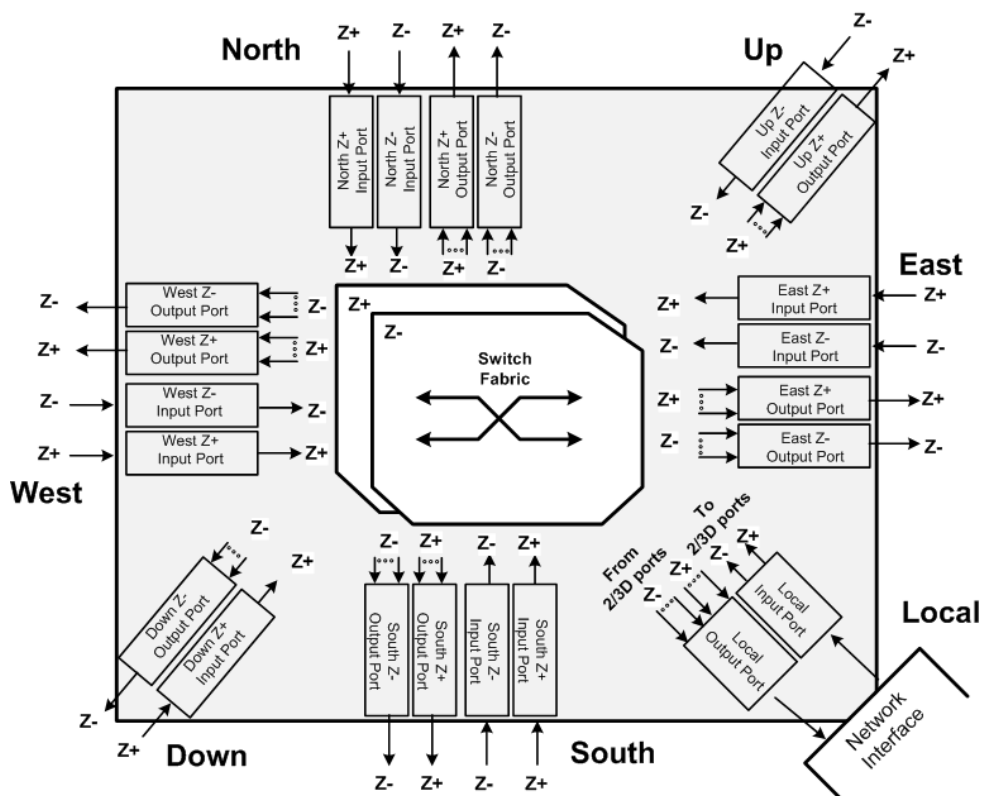 North
Z+
Z-
Z+
Z-
North Z+
Input Port
North Z-
Input Port
North Z+
Output Port
North Z-
Output Port
Z+
Z-
Z+
Z-
Up
Z-
Z+
Up Z-
Input Port
Up Z+
Output Port
Z-
Z+
West Z-
Output Port
Z-
Z-
West Z+
Output Port
Z+
Z+
West Z-
Input Port
Z-
Z-
West Z+
Input Port
Z+
Z+
West
Z+
Z-
Switch
Fabric
East
East Z+
Input Port
Z+
Z+
East Z-
Input Port
Z-
Z-
East Z+
Output Port
Z+
Z+
East Z-
Output Port
Z-
Z-
Z-
Z+
Down Z-
Output Port
Down Z+
Input Port
Z-
Z+
Down
Z-
Z+
Z-
Z+
South Z-
Output Port
South Z+
Output Port
South Z-
Input Port
South Z+
Input Port
Z-
Z+
Z-
Z+
South
From
2/3D ports
To
2/3D ports
Z-
Z+
Z-
Z+
Local
Input Port
Local
Output Port
Local
Network
Interface